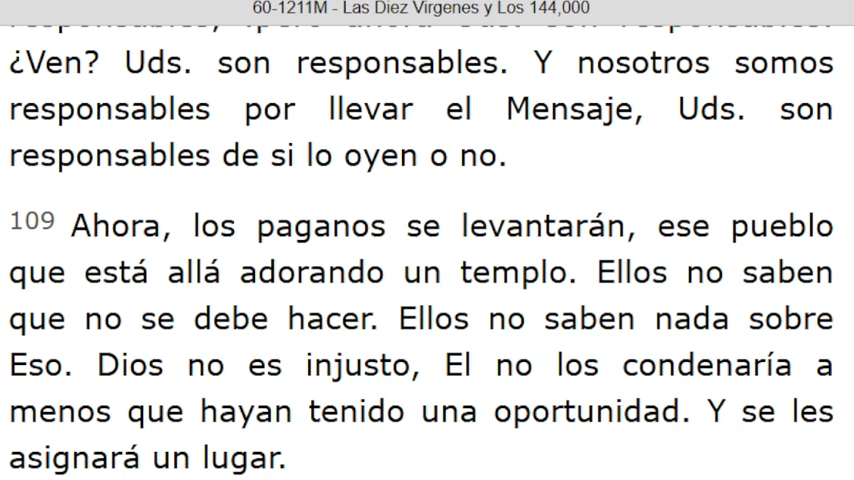 60-1211M - Las Diez Virgenes y Los 144,000
¿Ven? Uds. son responsables. Y nosotros somos
responsables por llevar el Mensaje, Uds. son
responsables de si lo oyen o no.
109 Ahora, los paganos se levantarán, ese pueblo
que está allá adorando un templo. Ellos no saben
que no se debe hacer. Ellos no saben nada sobre
Eso. Dios no es injusto, El no los condenaría a
menos que hayan tenido una oportunidad. Y se les
asignará un lugar.